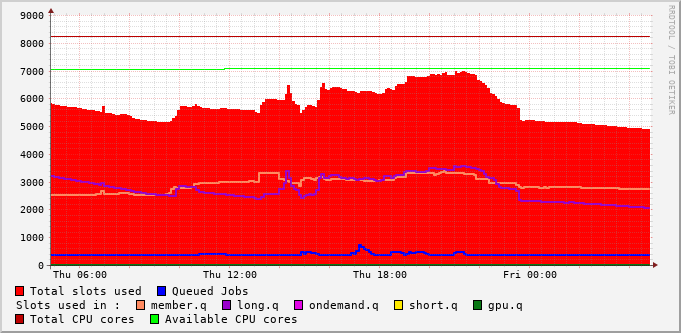 9000
8000
7000
6000
5000
4000
3000
2000
1000
0
Thu 06:00 Thu 12:00 Thu 18:00 Fri 00:00
Total slots used Queued Jobs
Slots used in : member.q long.q ondemand.q short.q gpu.q
Total CPU cores Available CPU cores
RRDTOOL / TOBI OETIKER